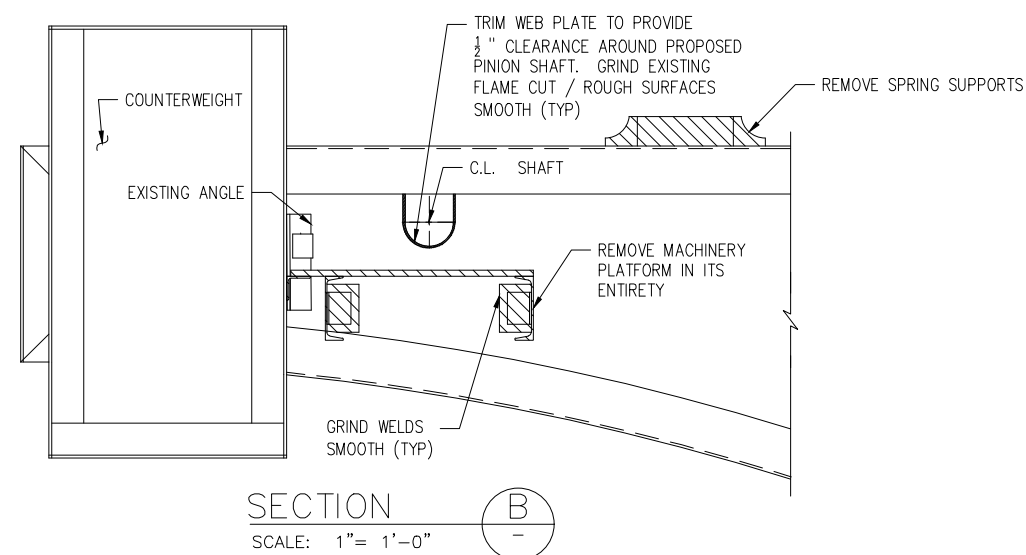 TRIM WEB PLATE TO PROVIDE
1/2 " CLEARANCE AROUND PROPOSED
PINION SHAFT. GRIND EXISTING
FLAME CUT / ROUGH SURFACES
SMOOTH (TYP)
REMOVE SPRING SUPPORTS
COUNTERWEIGHT
C.L. SHAFT
EXISTING ANGLE
REMOVE MACHINERY
PLATFORM IN ITS
ENTIRETY
GRIND WELDS
SMOOTH (TYP)
SECTION
B
-
SCALE: 1"= 1'-0"